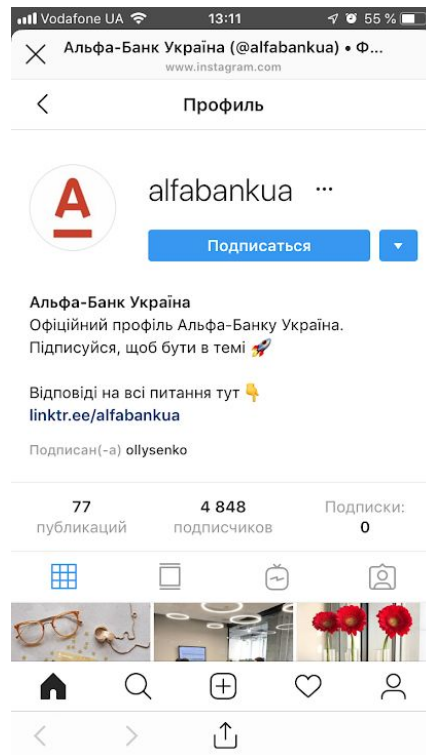 Vodafone UA 13:11 55 %
Альфа-Банк Україна (@alfabankua) • Ф...
www.instagram.com
Профиль
A
alfabankua ...
Подписаться
Альфа-Банк Україна
Офіційний профіль Альфа-Банку Україна.
Підписуйся, щоб бути в темі 🚀
Відповіді на всі питання тут 👇
linktr.ee/alfabankua
Подписан(-а) ollysenko
77 4 848 Подписки:
публикаций подписчиков 0